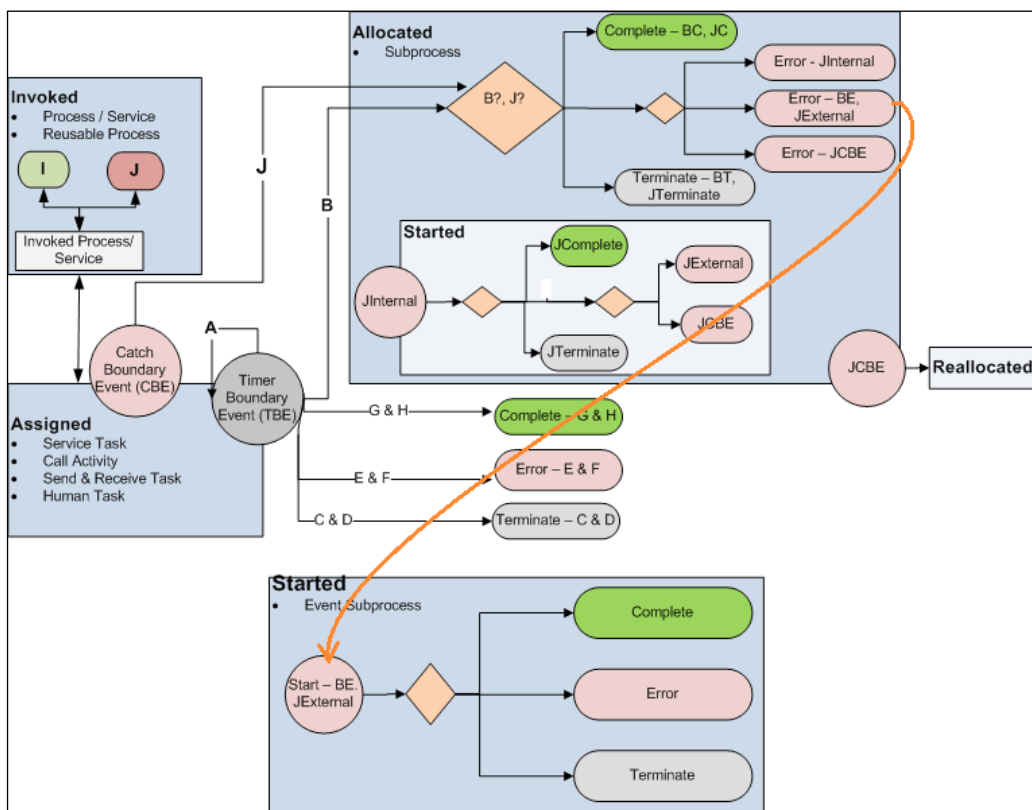 Allocated
• Subprocess
Complete – BC, JC
Error - JInternal
B?, J?
Error – BE,
JExternal
Error – JCBE
Terminate – BT,
JTerminate
Invoked
• Process / Service
• Reusable Process
I
J
Invoked Process/
Service
J
B
Started
JComplete
JExternal
JInternal
JCBE
JTerminate
A
Catch
Boundary
Event (CBE)
Timer
Boundary
Event (TBE)
JCBE
Reallocated
Assigned
• Service Task
• Call Activity
• Send & Receive Task
• Human Task
G & H
Complete – G & H
E & F
Error – E & F
C & D
Terminate – C & D
Started
• Event Subprocess
Complete
Start – BE.
JExternal
Error
Terminate